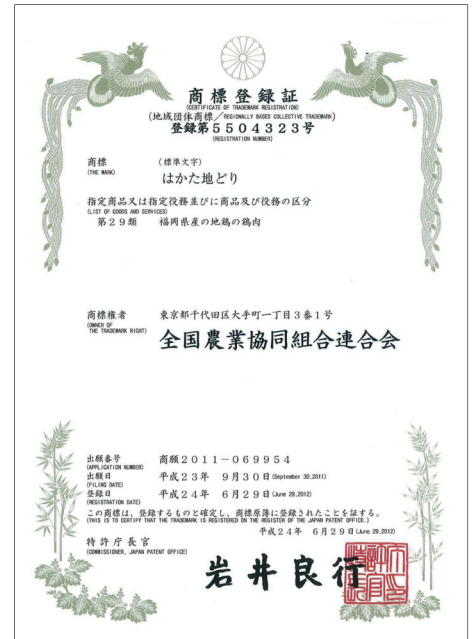 商標登録証
(CERTIFICATE OF TRADEMARK REGISTRATION)
(地域団体商標/REGIONALLY BASED COLLECTIVE TRADEMARK)
登録第5504323号
(REGISTRATION NUMBER)
商標 (標準文字)
(THE MARK)
はかた地どり
指定商品又は指定役務並びに商品及び役務の区分
(LIST OF GOODS AND SERVICES)
第29類 福岡県産の地鶏の鶏肉
商標権者 東京都千代田区大手町一丁目3番1号
(OWNER OF
THE TRADEMARK RIGHT)
全国農業協同組合連合会
出願番号 商願2011-069954
(APPLICATION NUMBER)
出願日 平成23年 9月30日(September 30,2011)
(FILING DATE)
登録日 平成24年 6月29日(June 29,2012)
(REGISTRATION DATE)
この商標は、登録するものと確定し、商標原簿に登録されたことを証する。
(THIS IS TO CERTIFY THAT THE TRADEMARK IS REGISTERED ON THE REGISTER OF THE JAPAN PATENT OFFICE.)
平成24年 6月29日(June 29,2012)
特許庁長官
(COMMISSIONER, JAPAN PATENT OFFICE)
岩井良行